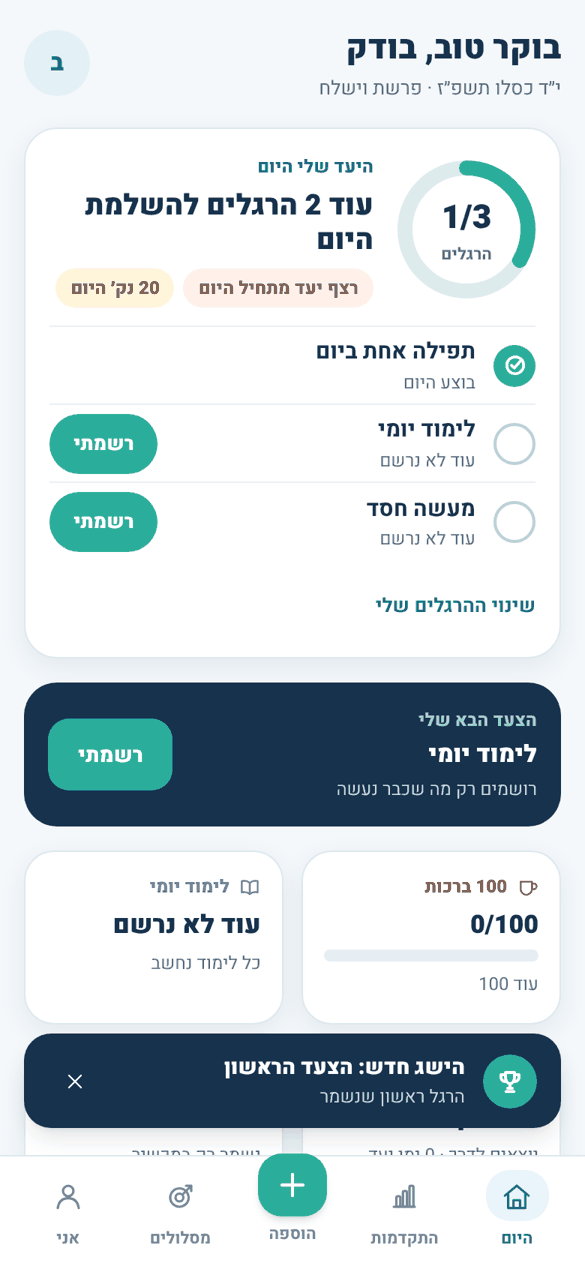 בוקר טוב, בודק
י״ד כסלו תשפ״ז · פרשת וישלח
ב
היעד שלי היום
עוד 2 הרגלים להשלמת
היום
1/3
הרגלים
רצף יעד מתחיל היום
20 נק׳ היום
תפילה אחת ביום
בוצע היום
לימוד יומי
עוד לא נרשם
רשמתי
מעשה חסד
עוד לא נרשם
רשמתי
שינוי ההרגלים שלי
הצעד הבא שלי
לימוד יומי
רושמים רק מה שכבר נעשה
רשמתי
100 ברכות
0/100
עוד 100
לימוד יומי
עוד לא נרשם
כל לימוד נחשב
הישג חדש: הצעד הראשון
הרגל ראשון שנשמר
היום
התקדמות
הוספה
מסלולים
אני